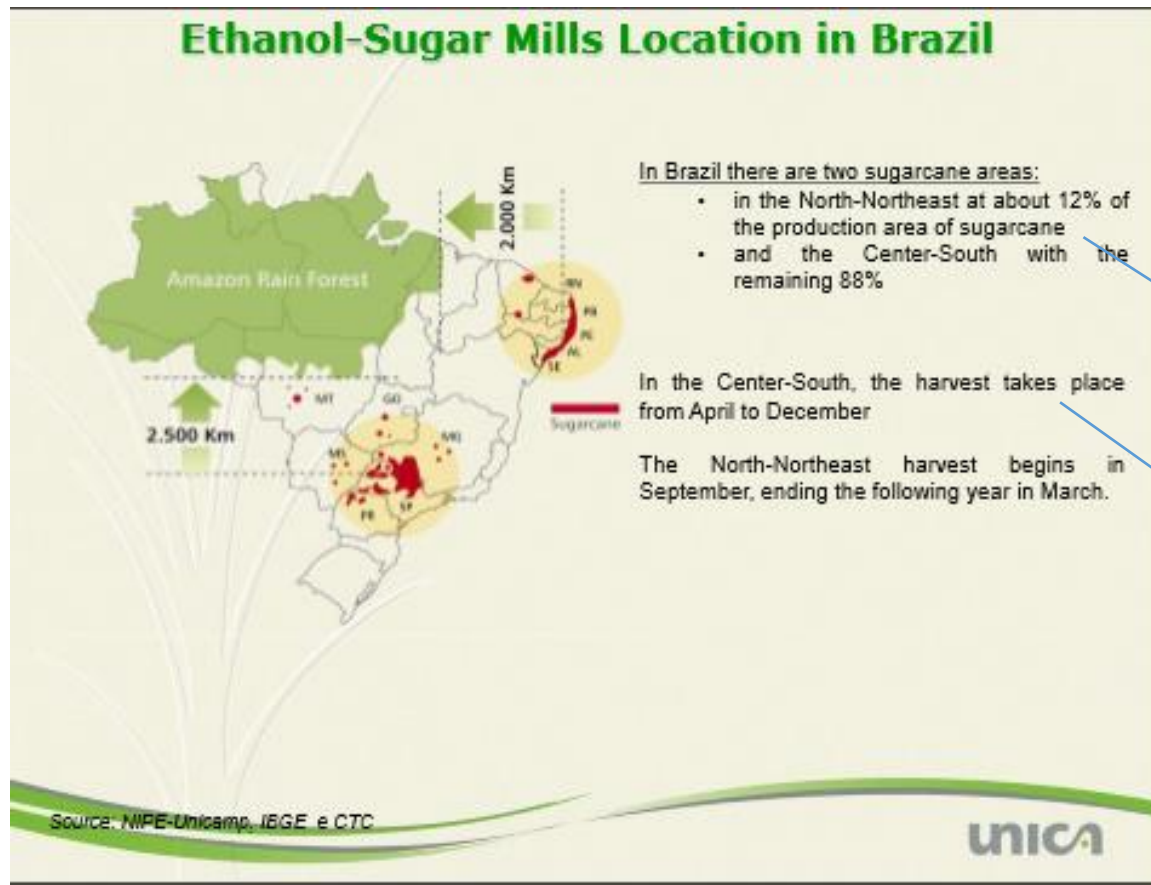 Ethanol-Sugar Mills Location in Brazil
2.000 Km
Amazon Rain Forest
RN
PB
PE
AL
SE
MT
GO
2.500 Km
MG
MS
PR
SP
Sugarcane
In Brazil there are two sugarcane areas:
• in the North-Northeast at about 12% of
the production area of sugarcane
• and the Center-South with the
remaining 88%
In the Center-South, the harvest takes place
from April to December
The North-Northeast harvest begins in
September, ending the following year in March.
Source: NIPE-Unicamp, IBGE e CTC
unica